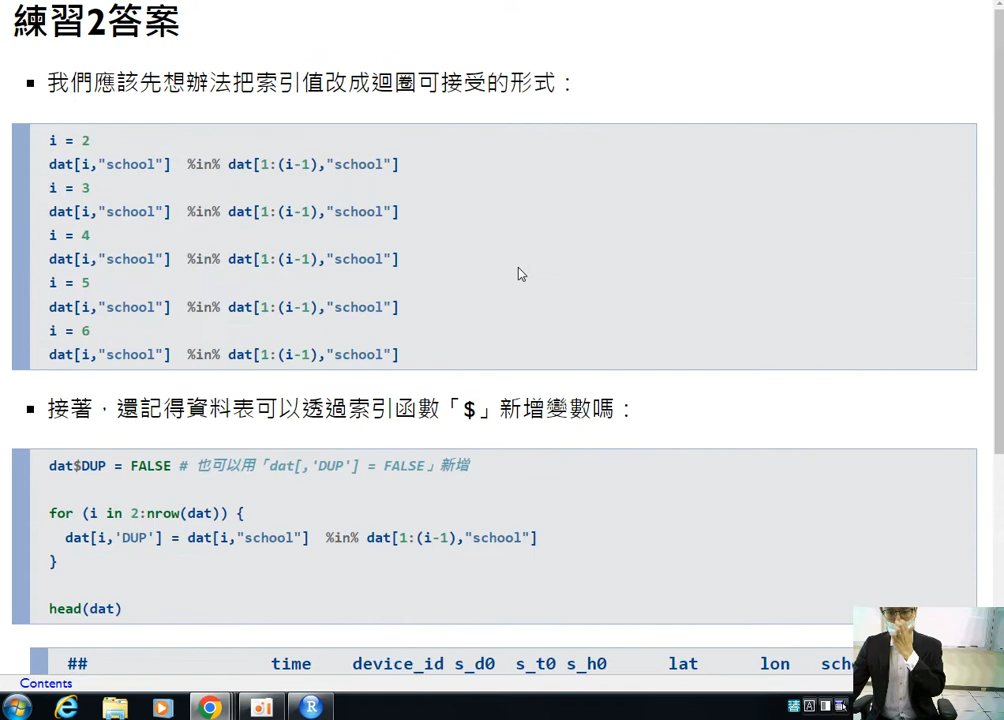 練習2答案
▪ 我們應該先想辦法把索引值改成迴圈可接受的形式：
i = 2
dat[i,"school"]  %in% dat[1:(i-1),"school"]
i = 3
dat[i,"school"]  %in% dat[1:(i-1),"school"]
i = 4
dat[i,"school"]  %in% dat[1:(i-1),"school"]
i = 5
dat[i,"school"]  %in% dat[1:(i-1),"school"]
i = 6
dat[i,"school"]  %in% dat[1:(i-1),"school"]
▪ 接著，還記得資料表可以透過索引函數「$」新增變數嗎：
dat$DUP = FALSE # 也可以用「dat[,'DUP'] = FALSE」新增
for (i in 2:nrow(dat)) {
  dat[i,'DUP'] = dat[i,"school"]  %in% dat[1:(i-1),"school"]
}
head(dat)
## time device_id s_d0 s_t0 s_h0 lat lon
Contents